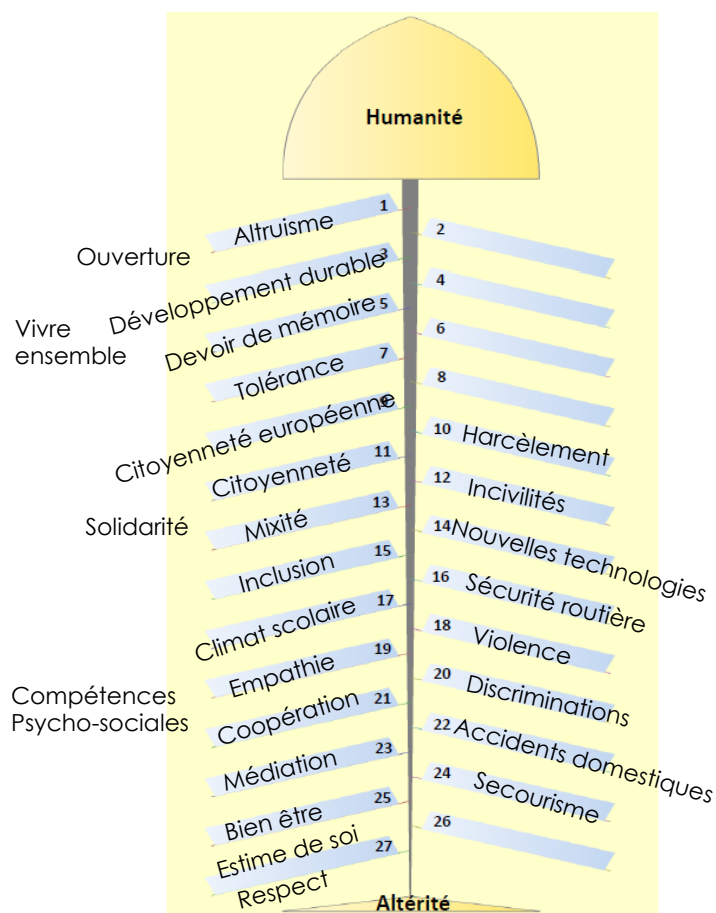 Humanité
1
Altruisme
2
Ouverture
3
Développement durable
4
5
Devoir de mémoire
6
Vivre
ensemble
7
Tolérance
8
9
Citoyenneté européenne
10 Harcèlement
11
Citoyenneté
12 Incivilités
Solidarité
13
Mixité
14 Nouvelles technologies
15
Inclusion
16 Sécurité routière
17
Climat scolaire
18 Violence
19
Empathie
20 Discriminations
Compétences
Psycho-sociales
21
Coopération
22 Accidents domestiques
23
Médiation
24 Secourisme
25
Bien être
26
27
Estime de soi
Respect
Altérité